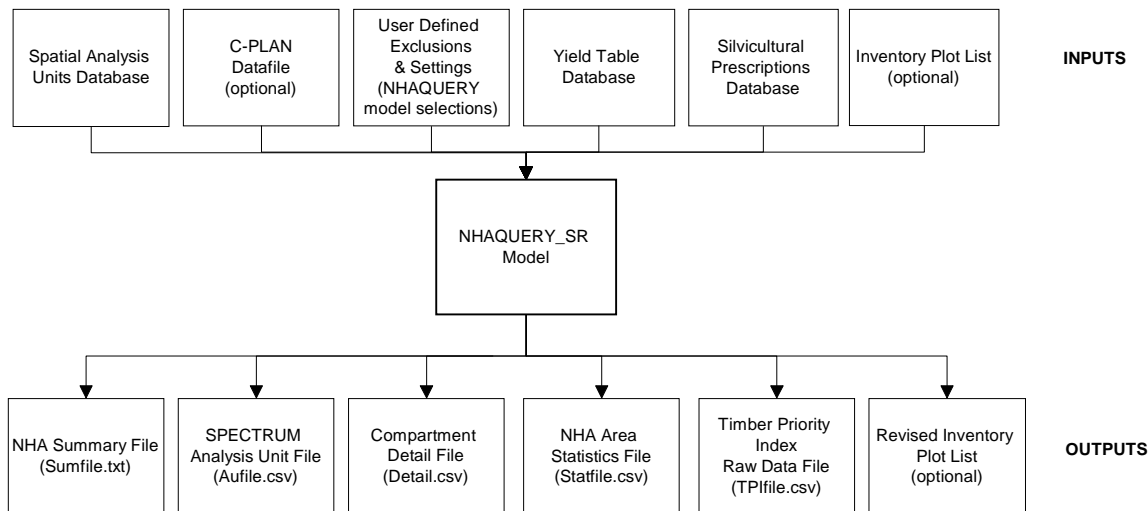 Spatial Analysis
Units Database
C-PLAN
Datafile
(optional)
User Defined
Exclusions
& Settings
(NHAQUERY
model selections)
Yield Table
Database
Silvicultural
Prescriptions
Database
Inventory Plot List
(optional)
INPUTS
NHAQUERY_SR
Model
NHA Summary File
(Sumfile.txt)
SPECTRUM
Analysis Unit File
(Aufile.csv)
Compartment
Detail File
(Detail.csv)
NHA Area
Statistics File
(Statfile.csv)
Timber Priority
Index
Raw Data File
(TPIfile.csv)
Revised Inventory
Plot List
(optional)
OUTPUTS